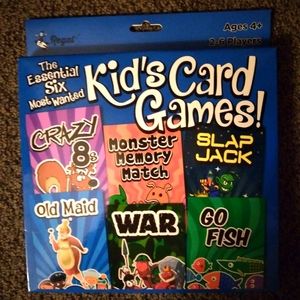 Regal
Ages 4+
2-6 Players
The
Essential
Six
Most Wanted
Kid's Card
Games!
CRAZY
8s
Monster
Memory
Match
SLAP
JACK
Old Maid
WAR
GO
FISH